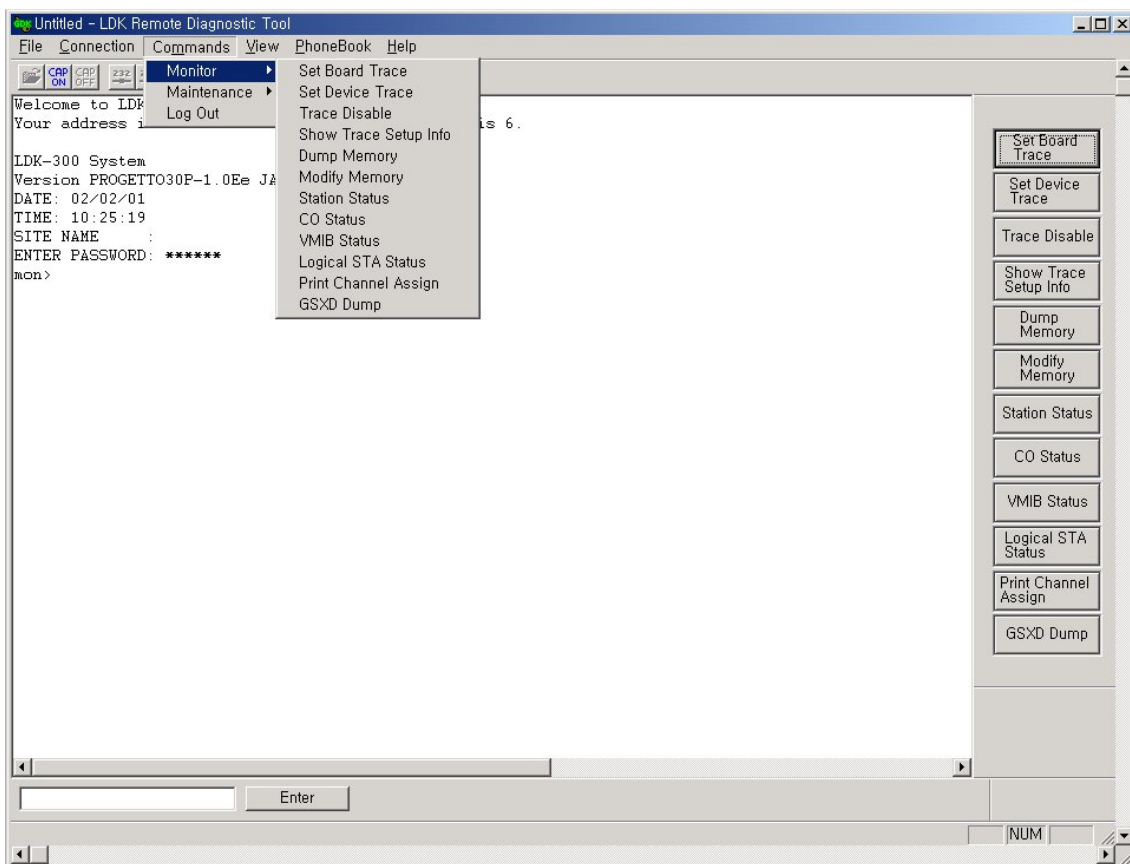 Untitled - LDK Remote Diagnostic Tool
File Connection Commands View PhoneBook Help
CAP ON CAP OFF 232
Monitor
Maintenance
Log Out
Set Board Trace
Set Device Trace
Trace Disable
Show Trace Setup Info
Dump Memory
Modify Memory
Station Status
CO Status
VMIB Status
Logical STA Status
Print Channel Assign
GSXD Dump
Welcome to LDK
Your address i is 6.
LDK-300 System
Version PROGETTO30P-1.0Ee JA
DATE: 02/02/01
TIME: 10:25:19
SITE NAME :
ENTER PASSWORD: ******
mon>
Set Board
Trace
Set Device
Trace
Trace Disable
Show Trace
Setup Info
Dump
Memory
Modify
Memory
Station Status
CO Status
VMIB Status
Logical STA
Status
Print Channel
Assign
GSXD Dump
Enter
NUM